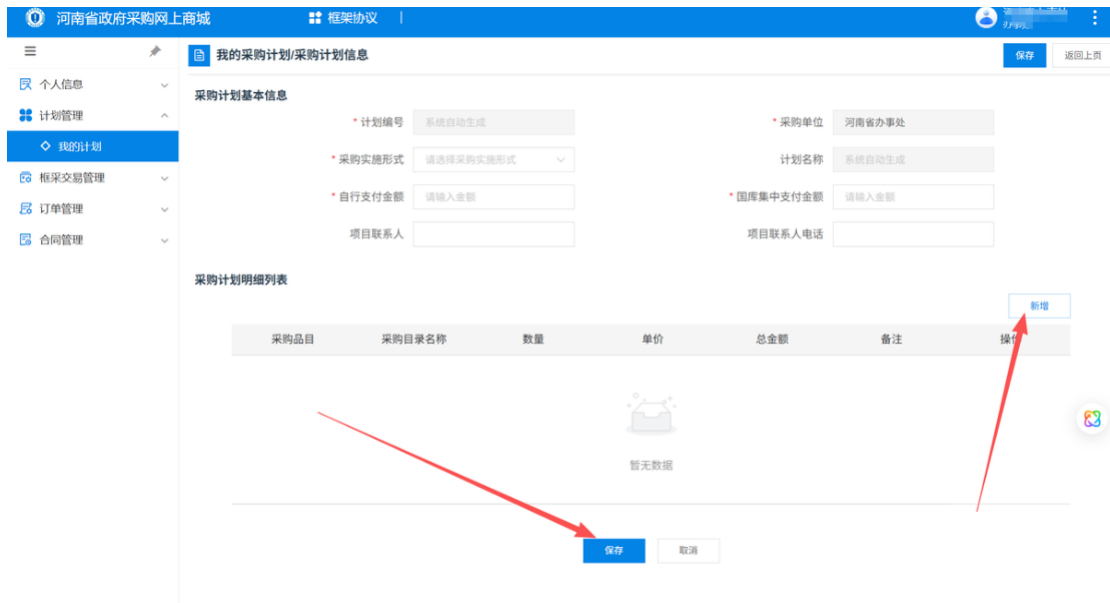 河南省政府采购网上商城 框架协议
我的采购计划/采购计划信息 保存 返回上页
个人信息
计划管理
我的计划
框采交易管理
订单管理
合同管理
采购计划基本信息
* 计划编号 系统自动生成 * 采购单位 河南省办事处
* 采购实施形式 请选择采购实施形式 计划名称 系统自动生成
* 自行支付金额 请输入金额 * 国库集中支付金额 请输入金额
项目联系人 项目联系人电话
采购计划明细列表
新增
采购品目 采购目录名称 数量 单价 总金额 备注 操作
暂无数据
保存 取消